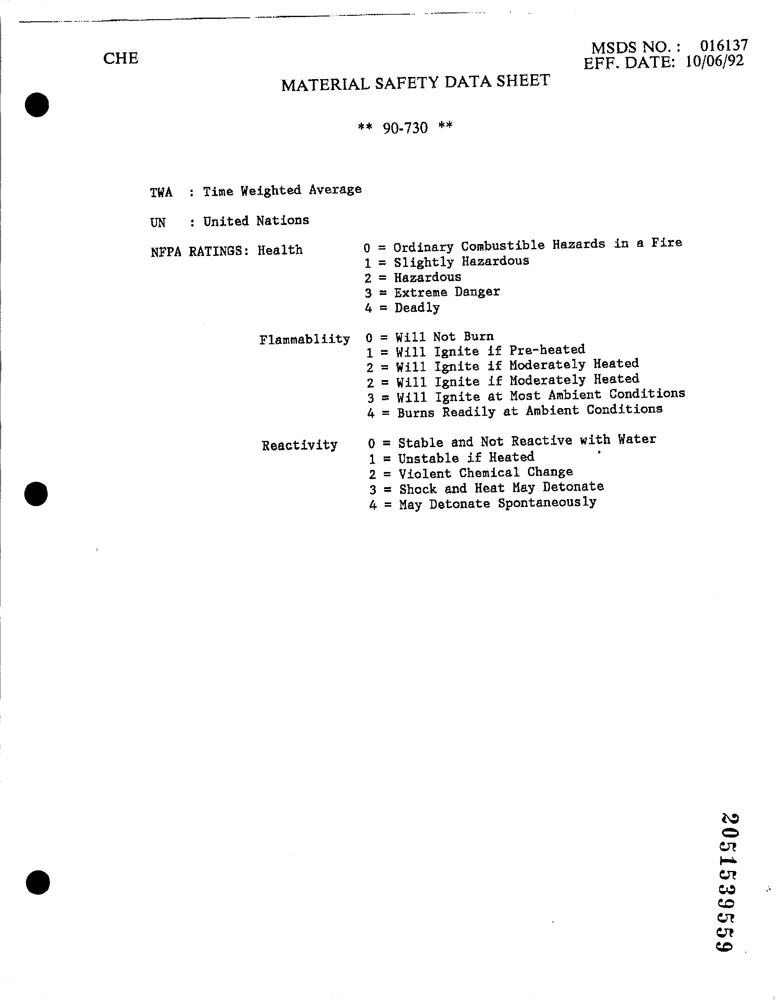 CHE
MSDS NO. : 016137
EFF. DATE: 10/06/92
MATERIAL SAFETY DATA SHEET
** 90-730 **
TWA : Time Weighted Average
UN : United Nations
NFPA RATINGS: Health 0 = Ordinary Combustible Hazards in a Fire
1 = Slightly Hazardous
2 = Hazardous
3 = Extreme Danger
4 = Deadly
Flammabliity 0 = Will Not Burn
1 = Will Ignite if Pre-heated
2 = Will Ignite if Moderately Heated
2 = Will Ignite if Moderately Heated
3 = Will Ignite at Most Ambient Conditions
4 = Burns Readily at Ambient Conditions
Reactivity 0 = Stable and Not Reactive with Water
1 = Unstable if Heated
2 = Violent Chemical Change
3 = Shock and Heat May Detonate
4 = May Detonate Spontaneously
2051539559